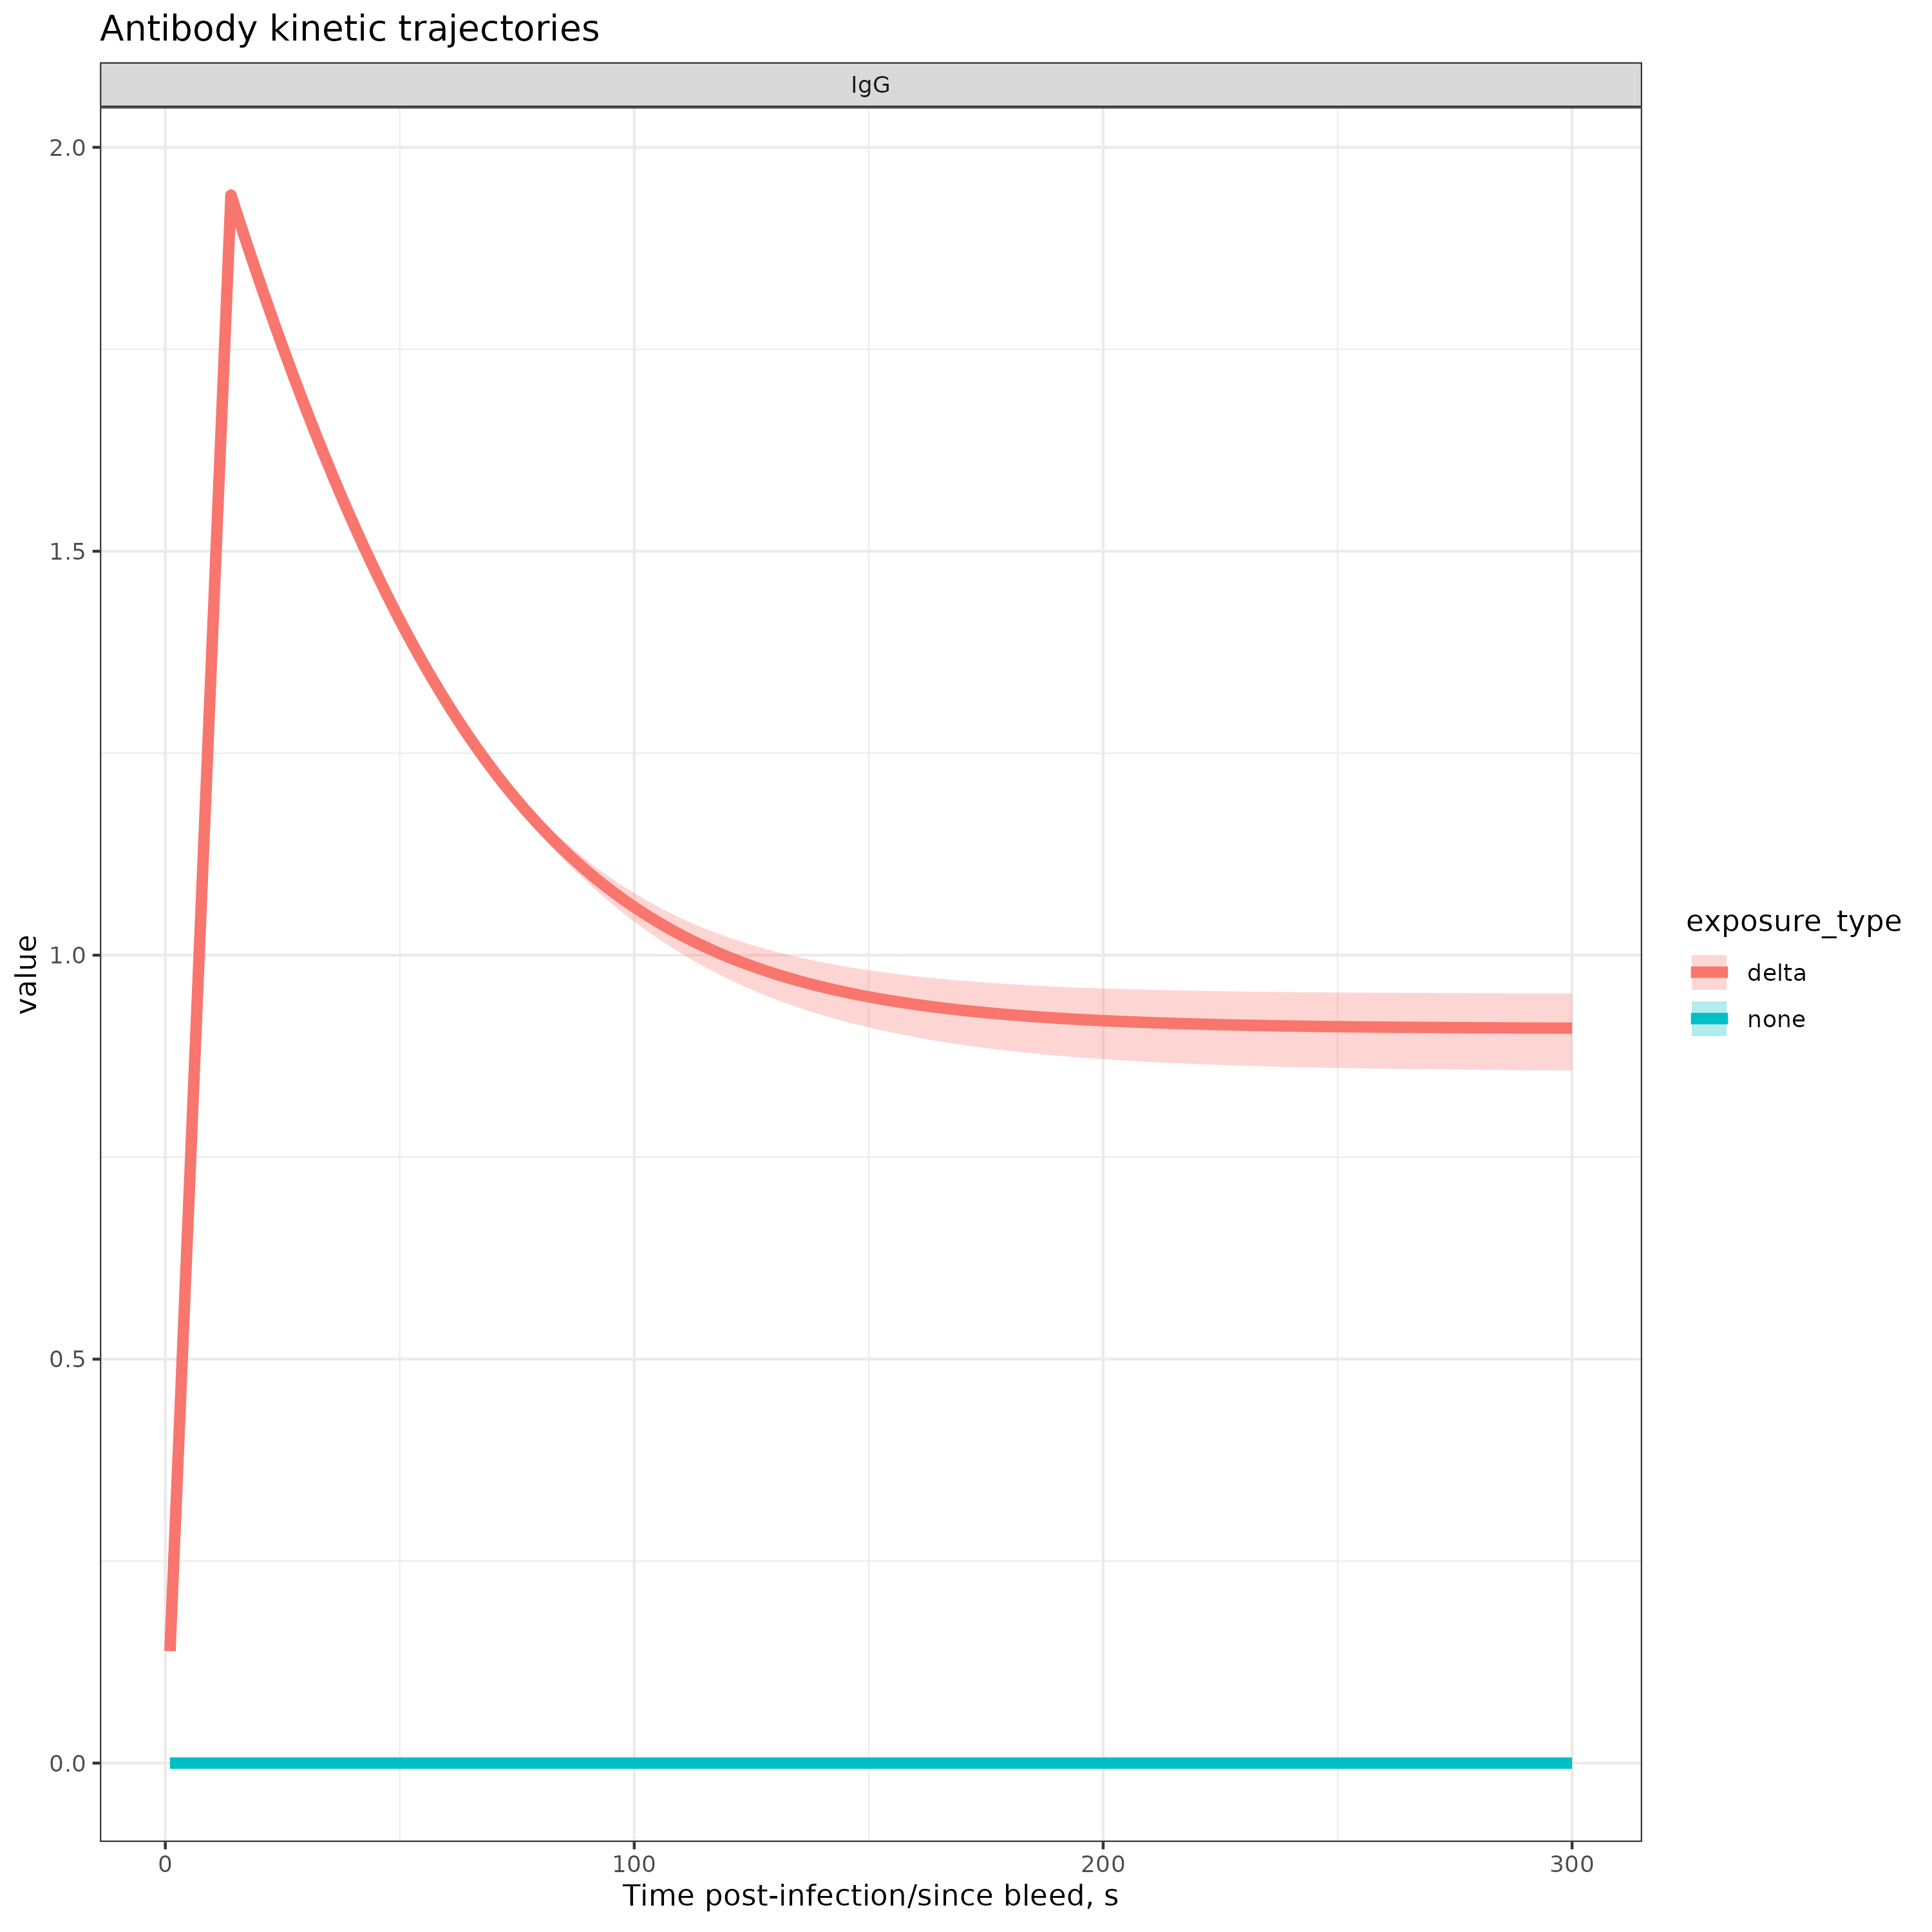 Antibody kinetic trajectories
IgG
2.0
1.5
1.0
0.5
0.0
value
0 100 200 300
Time post-infection/since bleed, s
exposure_type
delta
none